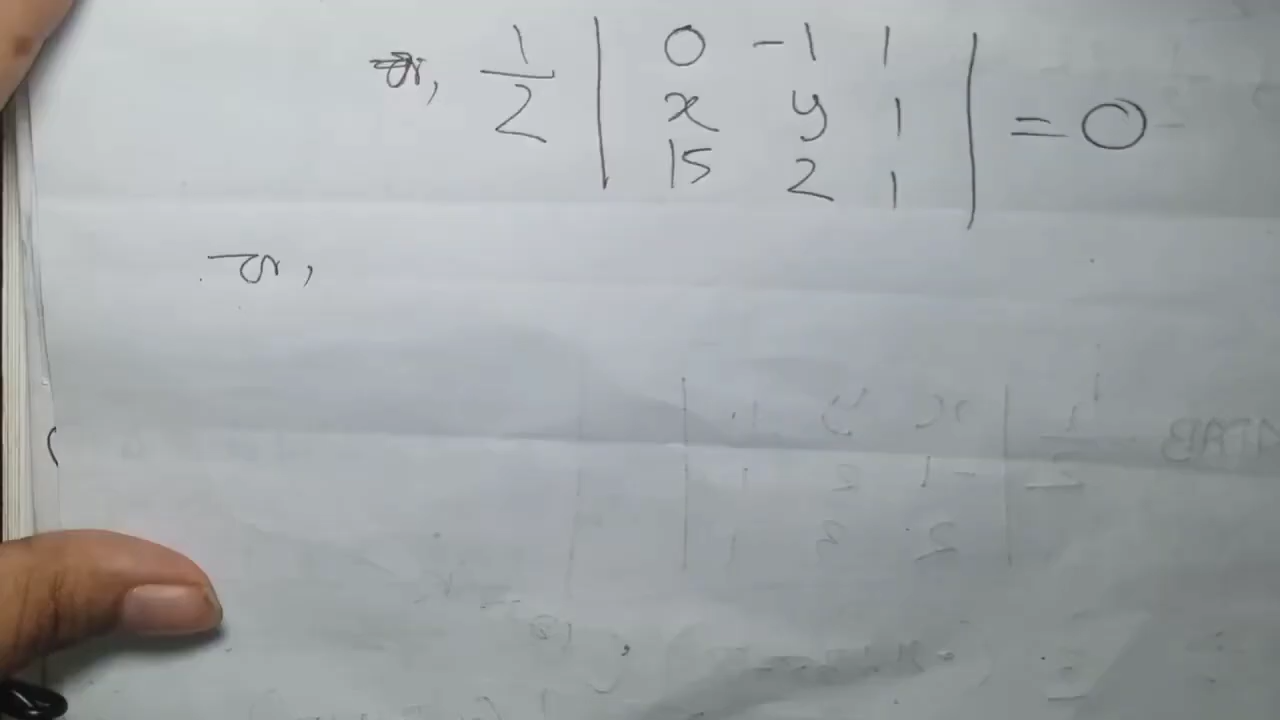 বা, 1/2 | 0 -1 1 |
| x y 1 | = 0
| 15 2 1 |
বা,